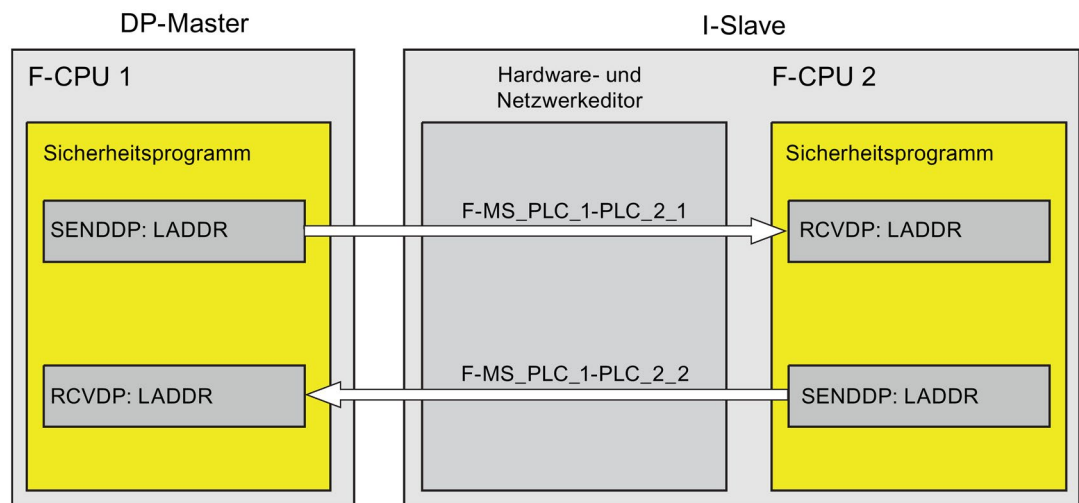 DP-Master
I-Slave
F-CPU 1
Hardware- und
Netzwerkeditor
F-CPU 2
Sicherheitsprogramm
Sicherheitsprogramm
SENDDP: LADDR
F-MS_PLC_1-PLC_2_1
RCVDP: LADDR
RCVDP: LADDR
F-MS_PLC_1-PLC_2_2
SENDDP: LADDR